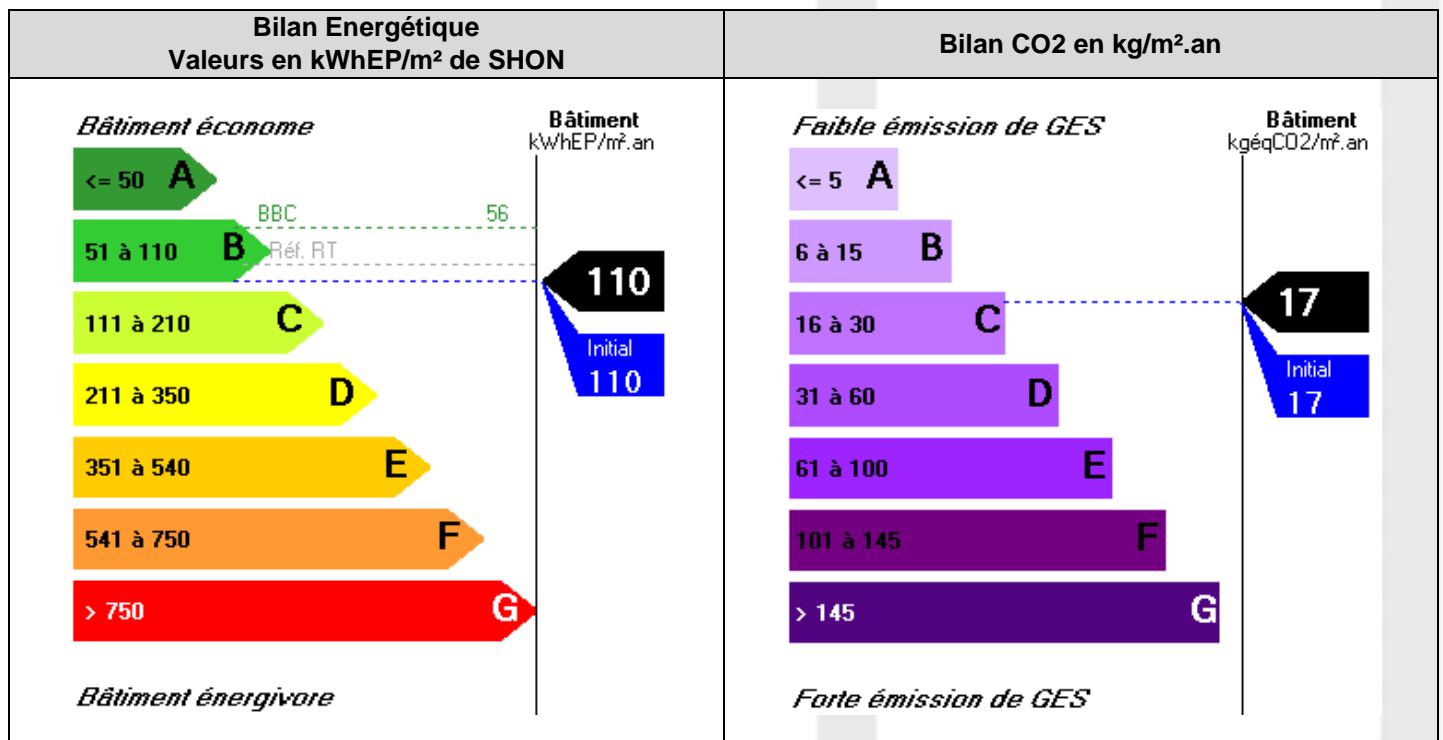 Bilan Energétique
Valeurs en kWhEP/m² de SHON
Bilan CO2 en kg/m².an
Bâtiment économe
Bâtiment
kWhEP/m².an
<= 50 A
BBC 56
51 à 110 B
Réf. RT
110
111 à 210 C
Initial
110
211 à 350 D
351 à 540 E
541 à 750 F
> 750 G
Bâtiment énergivore
Faible émission de GES
Bâtiment
kgéqCO2/m².an
<= 5 A
6 à 15 B
17
16 à 30 C
Initial
17
31 à 60 D
61 à 100 E
101 à 145 F
> 145 G
Forte émission de GES